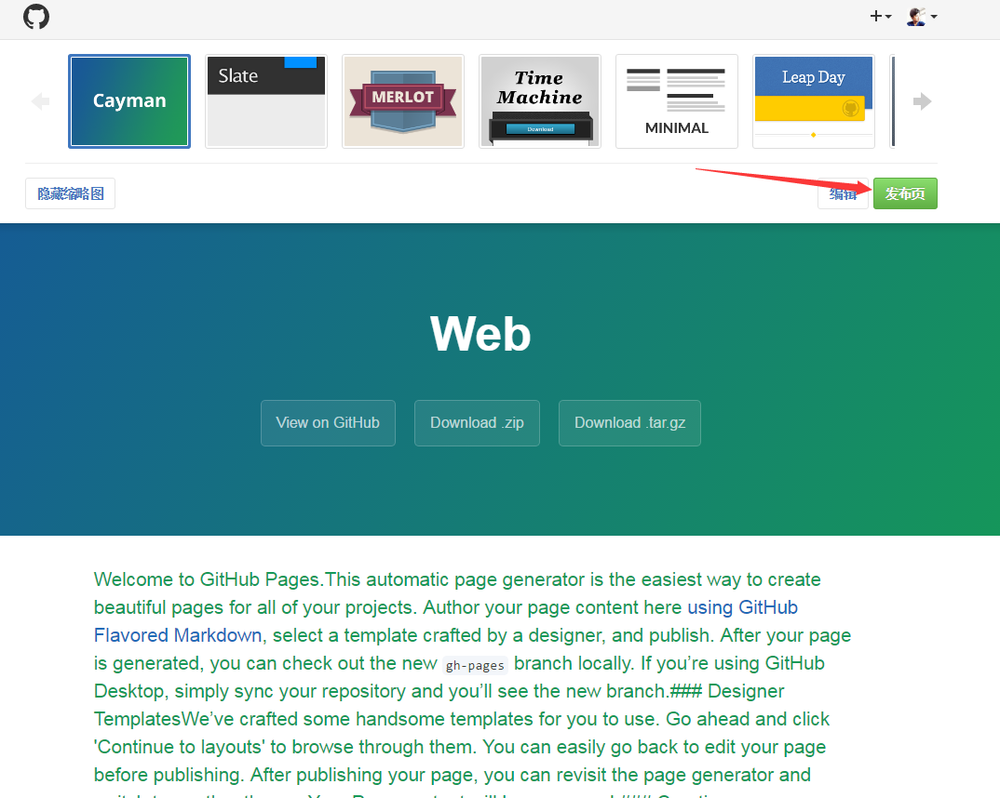 Cayman
Slate
MERLOT
Time
Machine
Download
MINIMAL
Leap Day
隐藏缩略图
编辑
发布页
Web
View on GitHub
Download .zip
Download .tar.gz
Welcome to GitHub Pages.This automatic page generator is the easiest way to create
beautiful pages for all of your projects. Author your page content here using GitHub
Flavored Markdown, select a template crafted by a designer, and publish. After your page
is generated, you can check out the new gh-pages branch locally. If you’re using GitHub
Desktop, simply sync your repository and you’ll see the new branch.### Designer
TemplatesWe’ve crafted some handsome templates for you to use. Go ahead and click
'Continue to layouts' to browse through them. You can easily go back to edit your page
before publishing. After publishing your page, you can revisit the page generator and